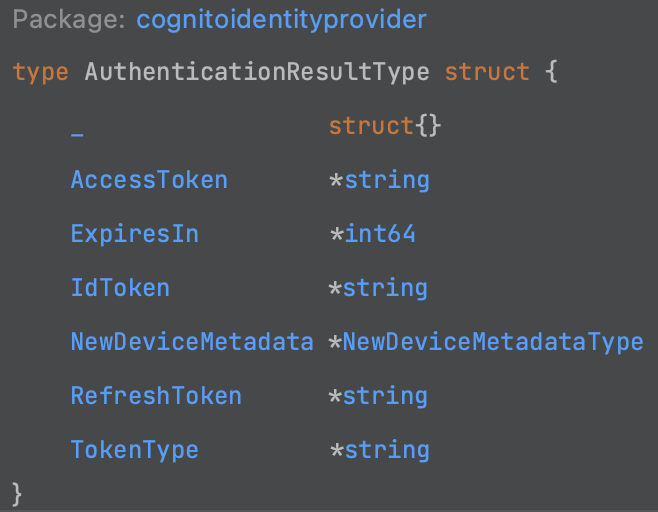 Package: cognitoidentityprovider
type AuthenticationResultType struct {
_ struct{}
AccessToken *string
ExpiresIn *int64
IdToken *string
NewDeviceMetadata *NewDeviceMetadataType
RefreshToken *string
TokenType *string
}